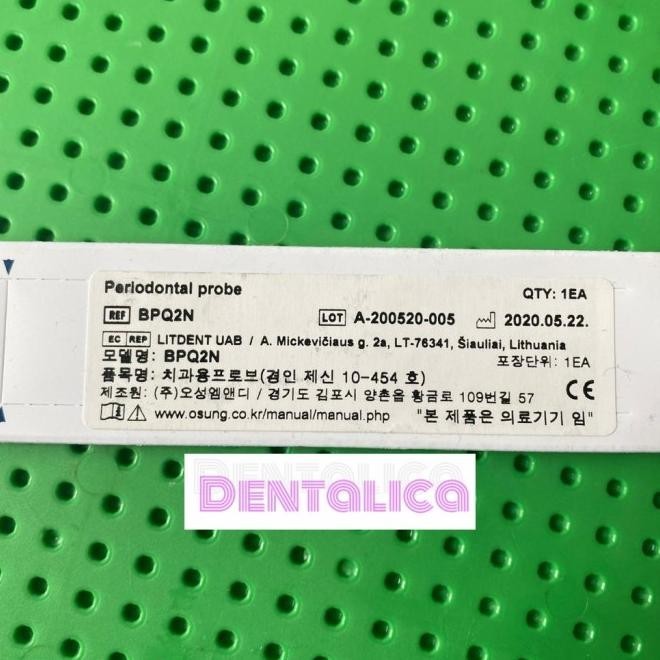 Periodontal probe QTY: 1EA
REF BPQ2N LOT A-200520-005 2020.05.22.
EC REP LITDENT UAB / A. Mickevičiaus g. 2a, LT-76341, Šiauliai, Lithuania
모델명: BPQ2N 포장단위: 1EA
품목명: 치과용프로브(경인 제신 10-454 호)
제조원: (주)오성엠앤디 / 경기도 김포시 양촌읍 황금로 109번길 57 CE
www.osung.co.kr/manual/manual.php "본 제품은 의료기기 임"
DENTALICA